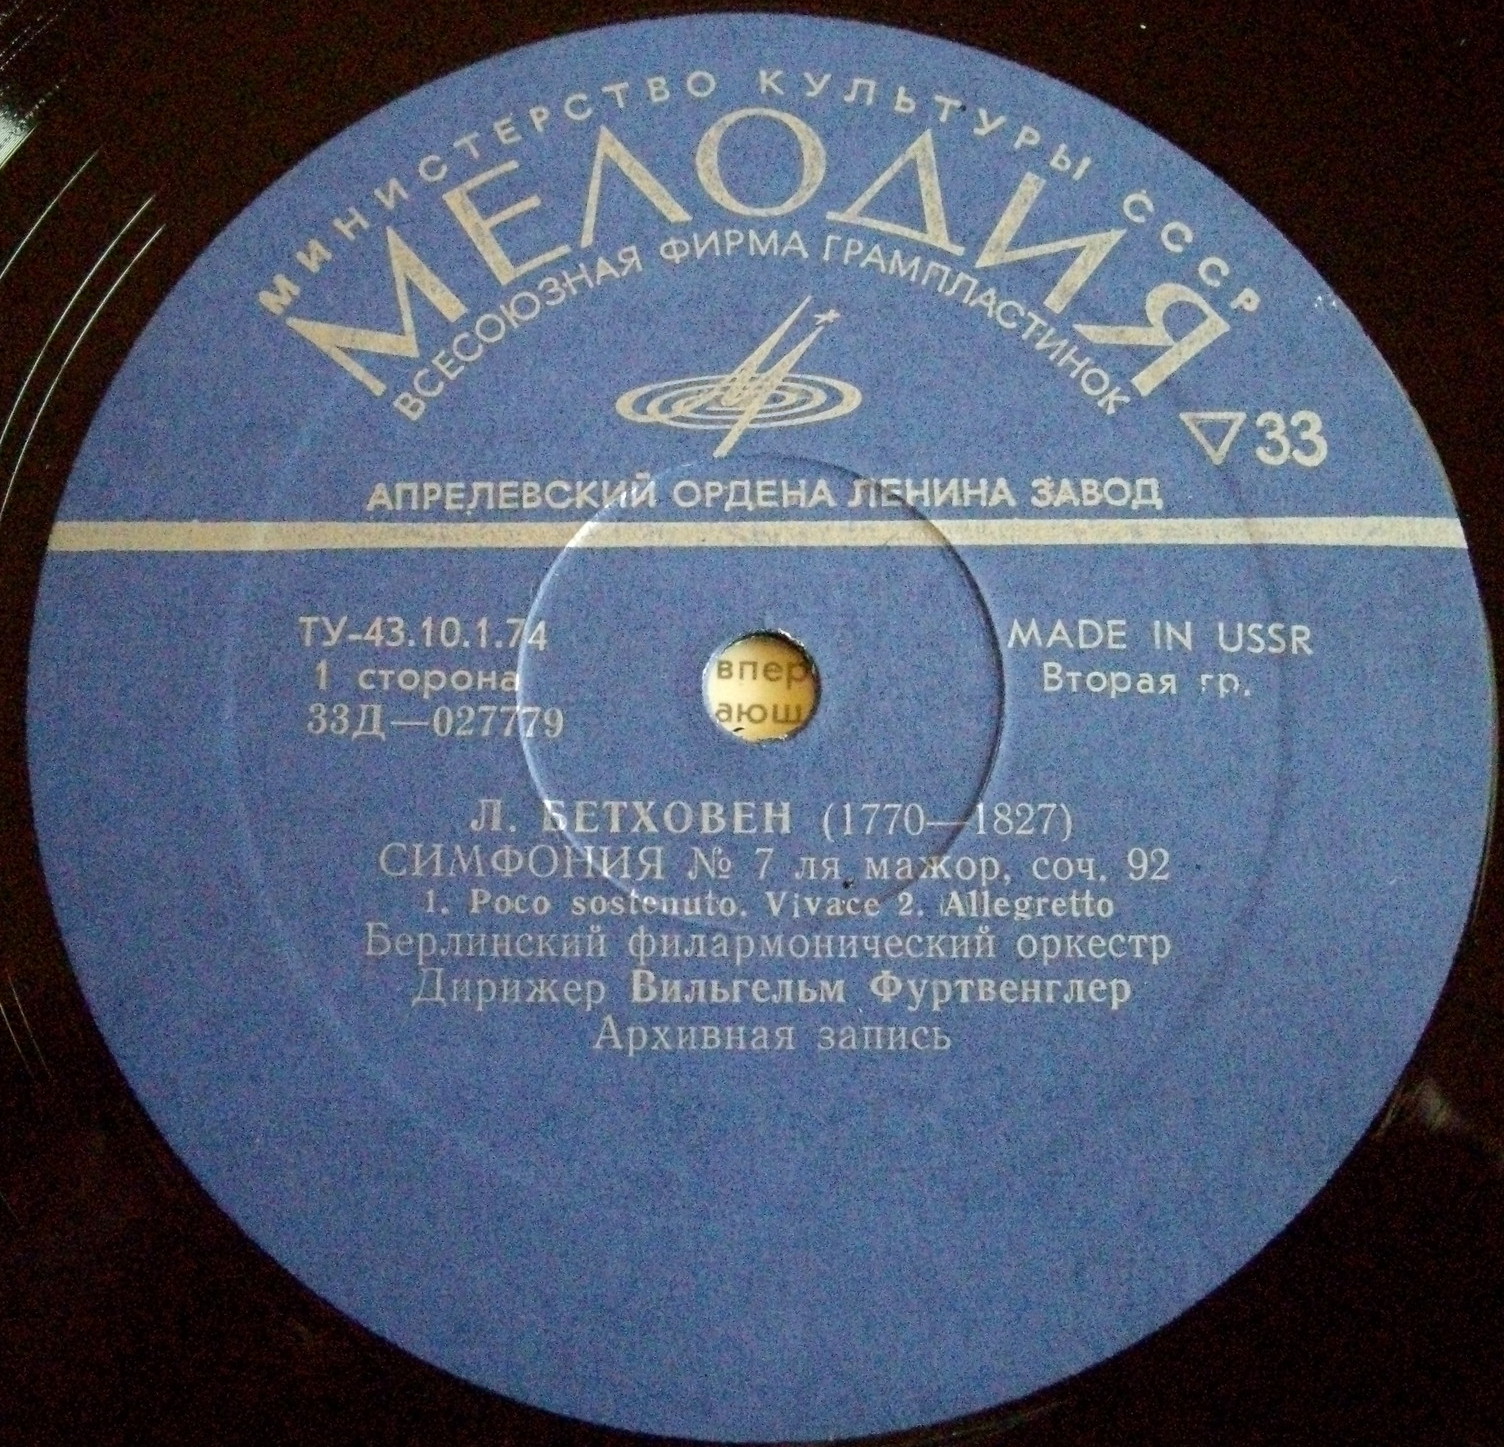 МИНИСТЕРСТВО КУЛЬТУРЫ СССР
МЕЛОДИЯ
ВСЕСОЮЗНАЯ ФИРМА ГРАМПЛАСТИНОК
33
АПРЕЛЕВСКИЙ ОРДЕНА ЛЕНИНА ЗАВОД
ТУ-43.10.1.74
1 сторона
33Д—027779
MADE IN USSR
Вторая гр.
впер
ающ
Л. БЕТХОВЕН (1770—1827)
СИМФОНИЯ № 7 ля мажор, соч. 92
1. Poco sostenuto. Vivace 2. Allegretto
Берлинский филармонический оркестр
Дирижер Вильгельм Фуртвенглер
Архивная запись